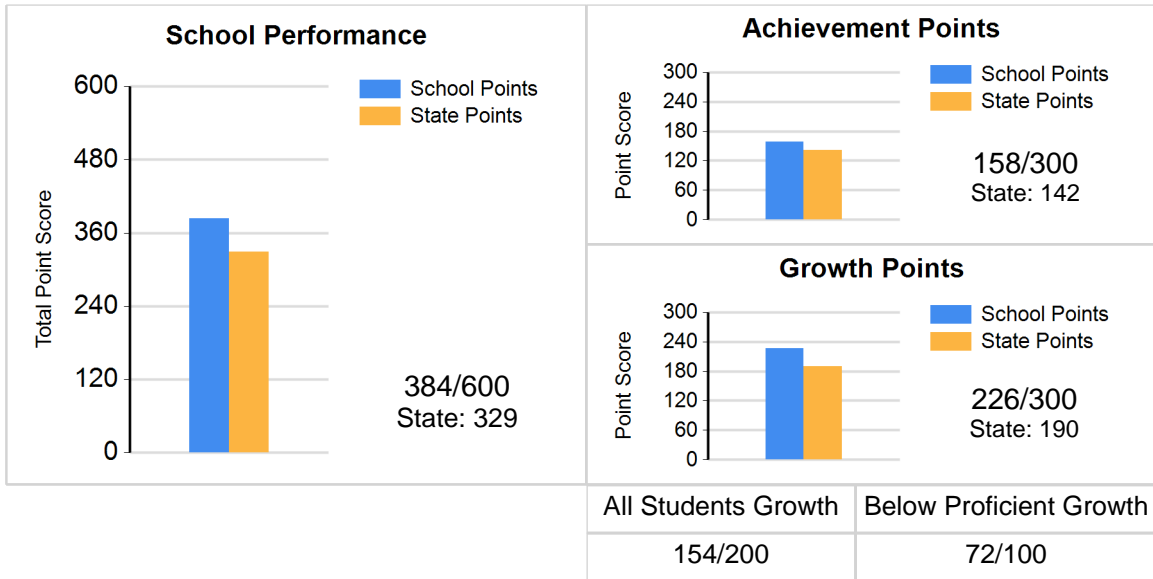 School Performance
600
480
360
240
120
0
Total Point Score
School Points
State Points
384/600
State: 329
Achievement Points
300
240
180
120
60
0
Point Score
School Points
State Points
158/300
State: 142
Growth Points
300
240
180
120
60
0
Point Score
School Points
State Points
226/300
State: 190
All Students Growth
Below Proficient Growth
154/200
72/100